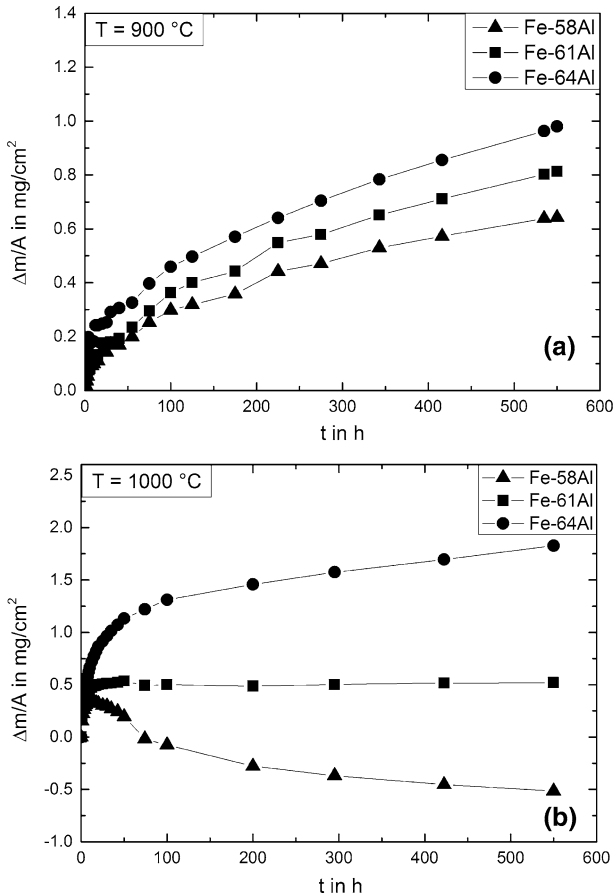 T = 900 °C
Fe-58Al
Fe-61Al
Fe-64Al
1.4
1.2
1.0
0.8
0.6
0.4
0.2
0.0
Δm/A in mg/cm²
(a)
0 100 200 300 400 500 600
t in h
T = 1000 °C
Fe-58Al
Fe-61Al
Fe-64Al
2.5
2.0
1.5
1.0
0.5
0.0
-0.5
-1.0
Δm/A in mg/cm²
(b)
0 100 200 300 400 500 600
t in h